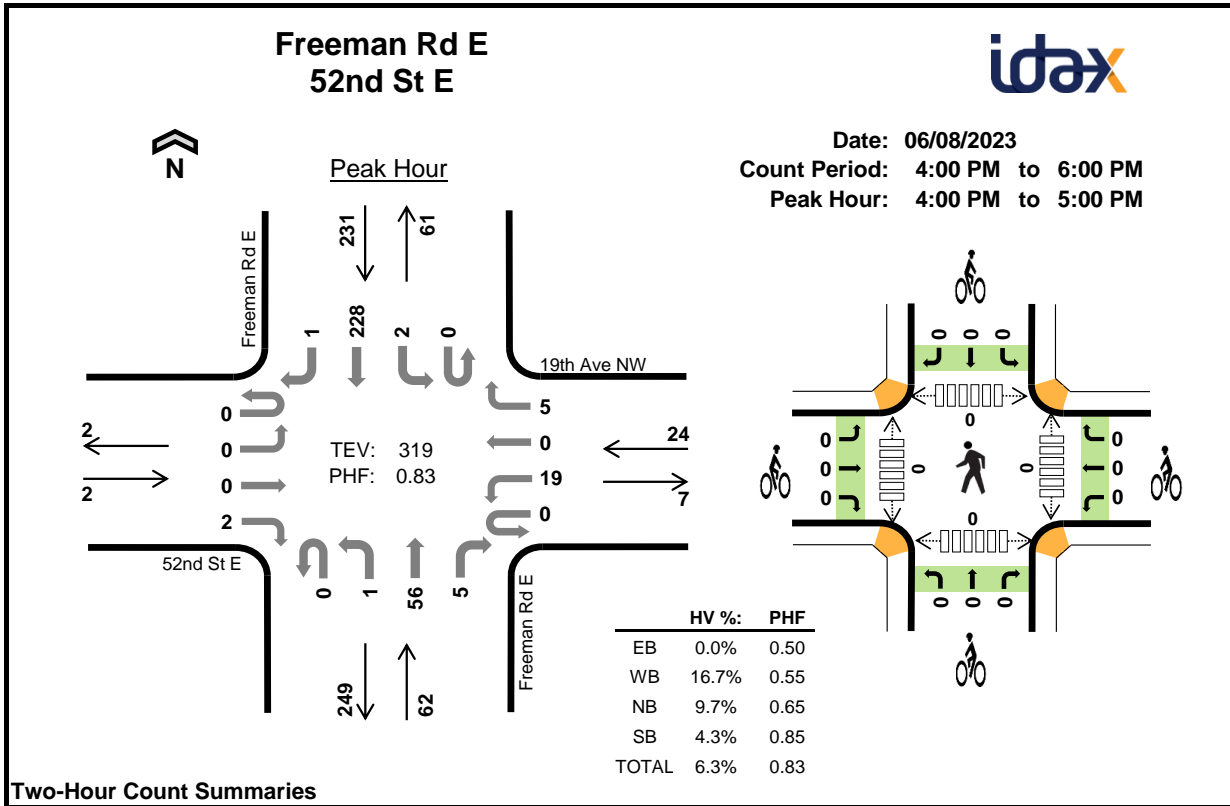 Freeman Rd E
52nd St E
idax
Date: 06/08/2023
Count Period: 4:00 PM to 6:00 PM
Peak Hour: 4:00 PM to 5:00 PM
N
Peak Hour
231
61
Freeman Rd E
1
228
2
0
19th Ave NW
0
0
0
2
2
2
TEV: 319
PHF: 0.83
5
0
19
0
24
7
52nd St E
0
1
56
5
249
62
Freeman Rd E
0 0 0
0
0
0
0
0
0
0
0
0
0
0
0 0 0
HV %: PHF
EB 0.0% 0.50
WB 16.7% 0.55
NB 9.7% 0.65
SB 4.3% 0.85
TOTAL 6.3% 0.83
Two-Hour Count Summaries